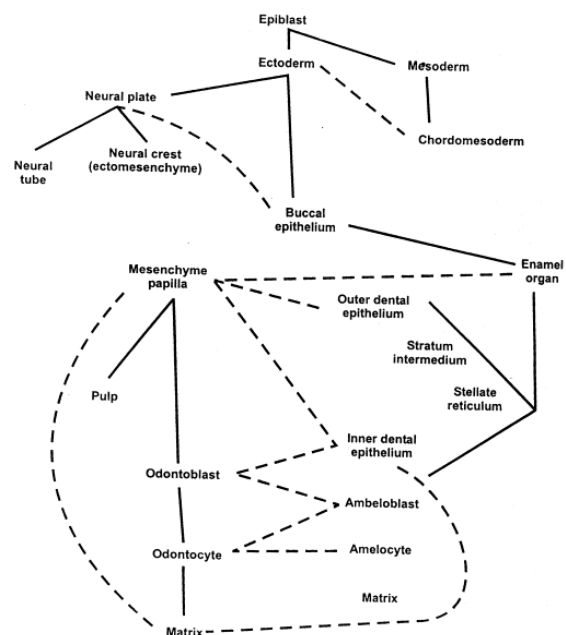 Epiblast
Ectoderm
Mesoderm
Neural plate
Chordomesoderm
Neural
tube
Neural crest
(ectomesenchyme)
Buccal
epithelium
Enamel
organ
Mesenchyme
papilla
Outer dental
epithelium
Stratum
intermedium
Stellate
reticulum
Pulp
Inner dental
epithelium
Odontoblast
Ambeloblast
Odontocyte
Amelocyte
Matrix
Matrix